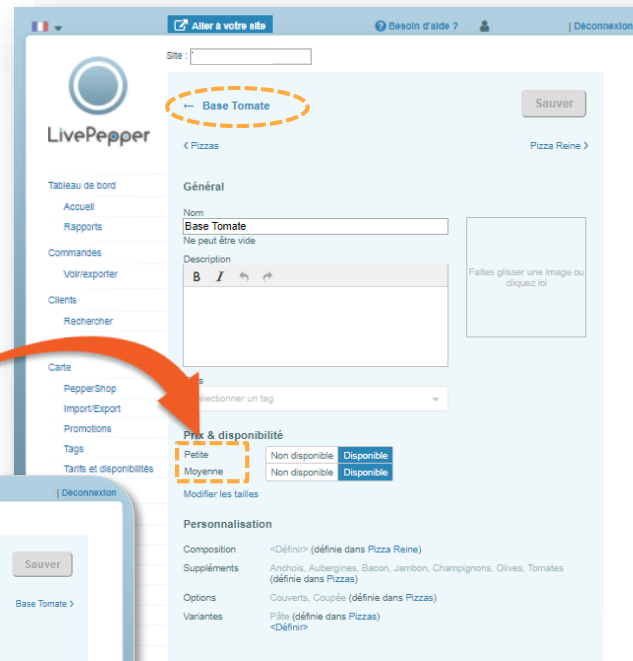 Aller à votre site
Besoin d'aide ?
| Déconnexion
Site :
← Base Tomate
Sauver
LivePepper
‹ Pizzas
Pizza Reine ›
Tableau de bord
Accueil
Rapports
Commandes
Voir/exporter
Clients
Rechercher
Carte
PepperShop
Import/Export
Promotions
Tags
Tarifs et disponibilités
Général
Nom
Base Tomate
Ne peut être vide
Description
B I
Faites glisser une image ou
cliquez ici
Sélectionner un tag
Prix & disponibilité
Petite Non disponible Disponible
Moyenne Non disponible Disponible
Modifier les tailles
Personnalisation
Composition <Définir> (définie dans Pizza Reine)
Suppléments Anchois, Aubergines, Bacon, Jambon, Champignons, Olives, Tomates
(définie dans Pizzas)
Options Couverts, Coupée (définie dans Pizzas)
Variantes Pâte (définie dans Pizzas)
<Définir>
| Déconnexion
Sauver
Base Tomate ›